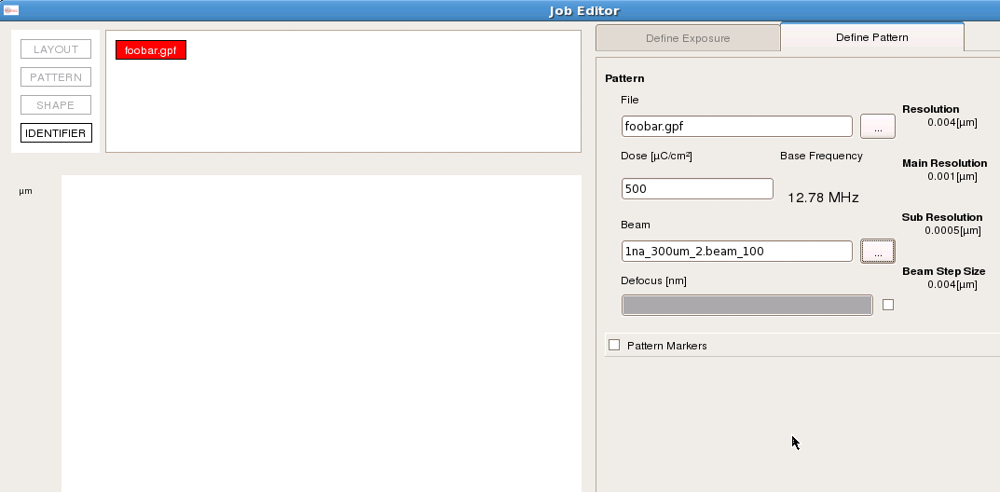 Job Editor
LAYOUT
PATTERN
SHAPE
IDENTIFIER
foobar.gpf
µm
Define Exposure
Define Pattern
Pattern
File
foobar.gpf
...
Dose [µC/cm²]
Base Frequency
500
12.78 MHz
Beam
1na_300um_2.beam_100
...
Defocus [nm]
Pattern Markers
Resolution
0.004[µm]
Main Resolution
0.001[µm]
Sub Resolution
0.0005[µm]
Beam Step Size
0.004[µm]